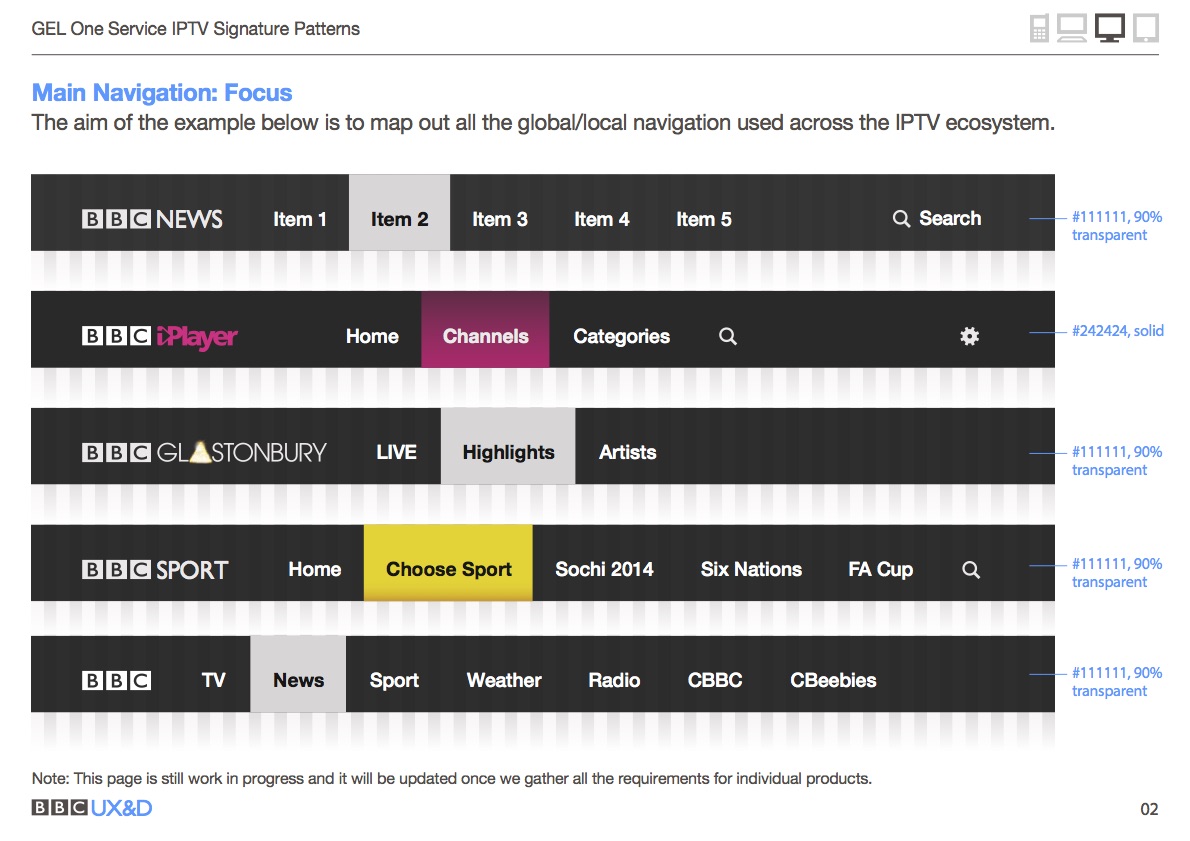 GEL One Service IPTV Signature Patterns
Main Navigation: Focus
The aim of the example below is to map out all the global/local navigation used across the IPTV ecosystem.
BBC NEWS Item 1 Item 2 Item 3 Item 4 Item 5 Search
#111111, 90%
transparent
BBC iPlayer Home Channels Categories
#242424, solid
BBC GLASTONBURY LIVE Highlights Artists
#111111, 90%
transparent
BBC SPORT Home Choose Sport Sochi 2014 Six Nations FA Cup
#111111, 90%
transparent
BBC TV News Sport Weather Radio CBBC CBeebies
#111111, 90%
transparent
Note: This page is still work in progress and it will be updated once we gather all the requirements for individual products.
BBC UX&D
02